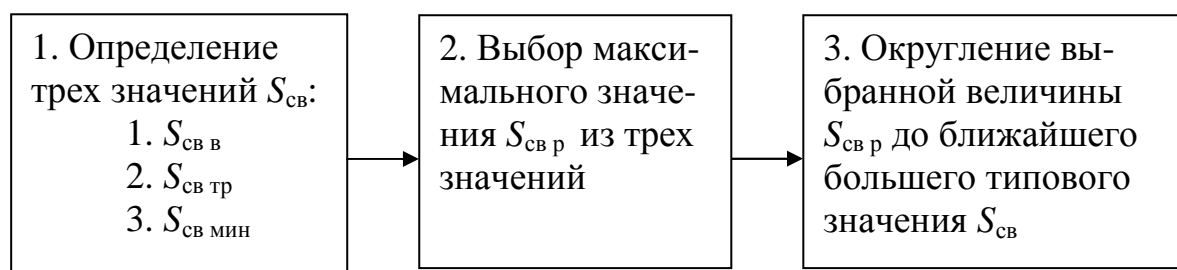 1. Определение
трех значений Sсв:
1. Sсв в
2. Sсв тр
3. Sсв мин
2. Выбор макси-
мального значе-
ния Sсв р из трех
значений
3. Округление вы-
бранной величины
Sсв р до ближайшего
большего типового
значения Sсв